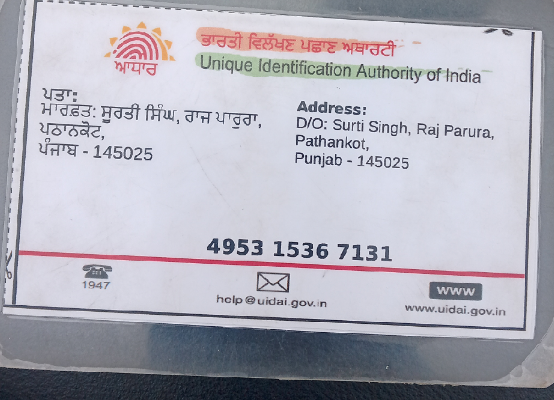 ਭਾਰਤੀ ਵਿਲੱਖਣ ਪਛਾਣ ਅਥਾਰਟੀ
Unique Identification Authority of India
ਆਧਾਰ
ਪਤਾ:
ਮਾਰਫ਼ਤ: ਸੂਰਤੀ ਸਿੰਘ, ਰਾਜ ਪਾਰੁਰਾ,
ਪਠਾਨਕੋਟ,
ਪੰਜਾਬ - 145025
Address:
D/O: Surti Singh, Raj Parura,
Pathankot,
Punjab - 145025
4953 1536 7131
1947
help@uidai.gov.in
www
www.uidai.gov.in